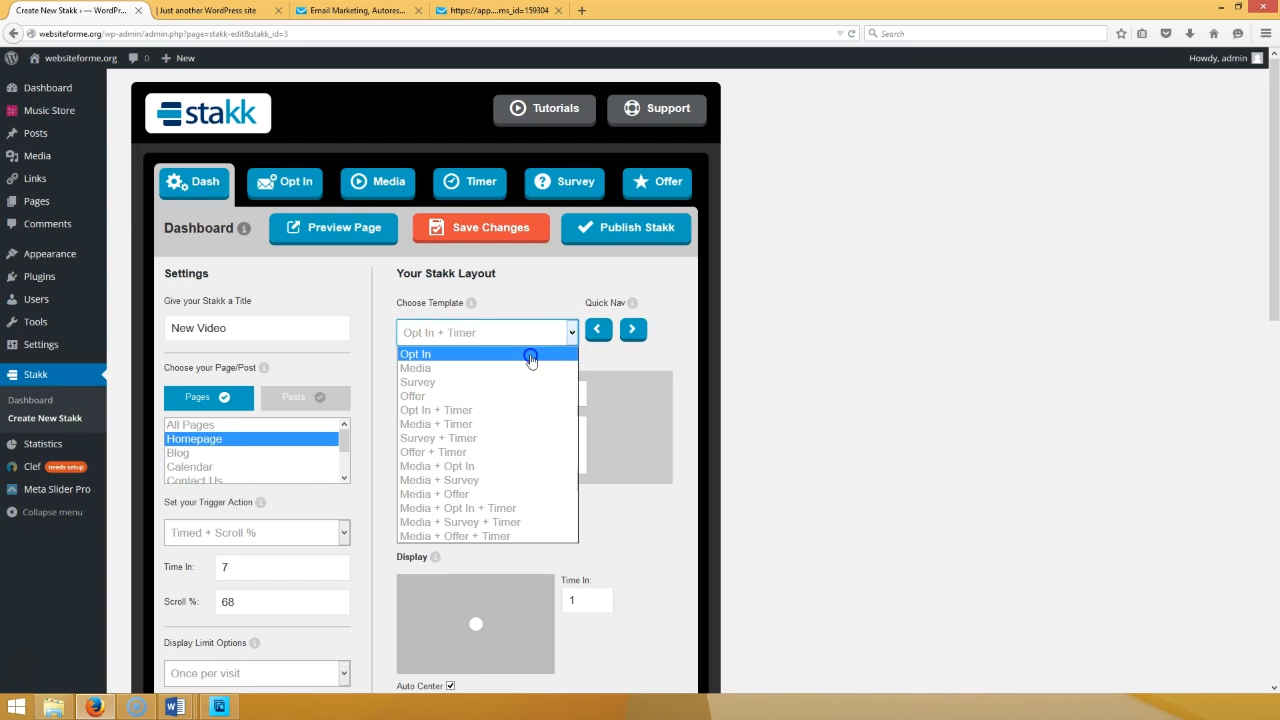 Create New Stakk ‹ — WordPr...
| Just another WordPress site
Email Marketing, Autores...
https://app....ms_id=159304
websiteforme.org/wp-admin/admin.php?page=stakk-edit&stakk_id=3
Search
websiteforme.org
0
New
Howdy, admin
Dashboard
Music Store
Posts
Media
Links
Pages
Comments
Appearance
Plugins
Users
Tools
Settings
Stakk
Dashboard
Create New Stakk
Statistics
Clef needs setup
Meta Slider Pro
Collapse menu
stakk
Tutorials
Support
Dash
Opt In
Media
Timer
Survey
Offer
Dashboard
Preview Page
Save Changes
Publish Stakk
Settings
Give your Stakk a Title
New Video
Choose your Page/Post
Pages
Posts
All Pages
Homepage
Blog
Calendar
Contact Us
Set your Trigger Action
Timed + Scroll %
Time In:
7
Scroll %:
68
Display Limit Options
Once per visit
Your Stakk Layout
Choose Template
Quick Nav
Opt In + Timer
Opt In
Media
Survey
Offer
Opt In + Timer
Media + Timer
Survey + Timer
Offer + Timer
Media + Opt In
Media + Survey
Media + Offer
Media + Opt In + Timer
Media + Survey + Timer
Media + Offer + Timer
Display
Time In:
1
Auto Center